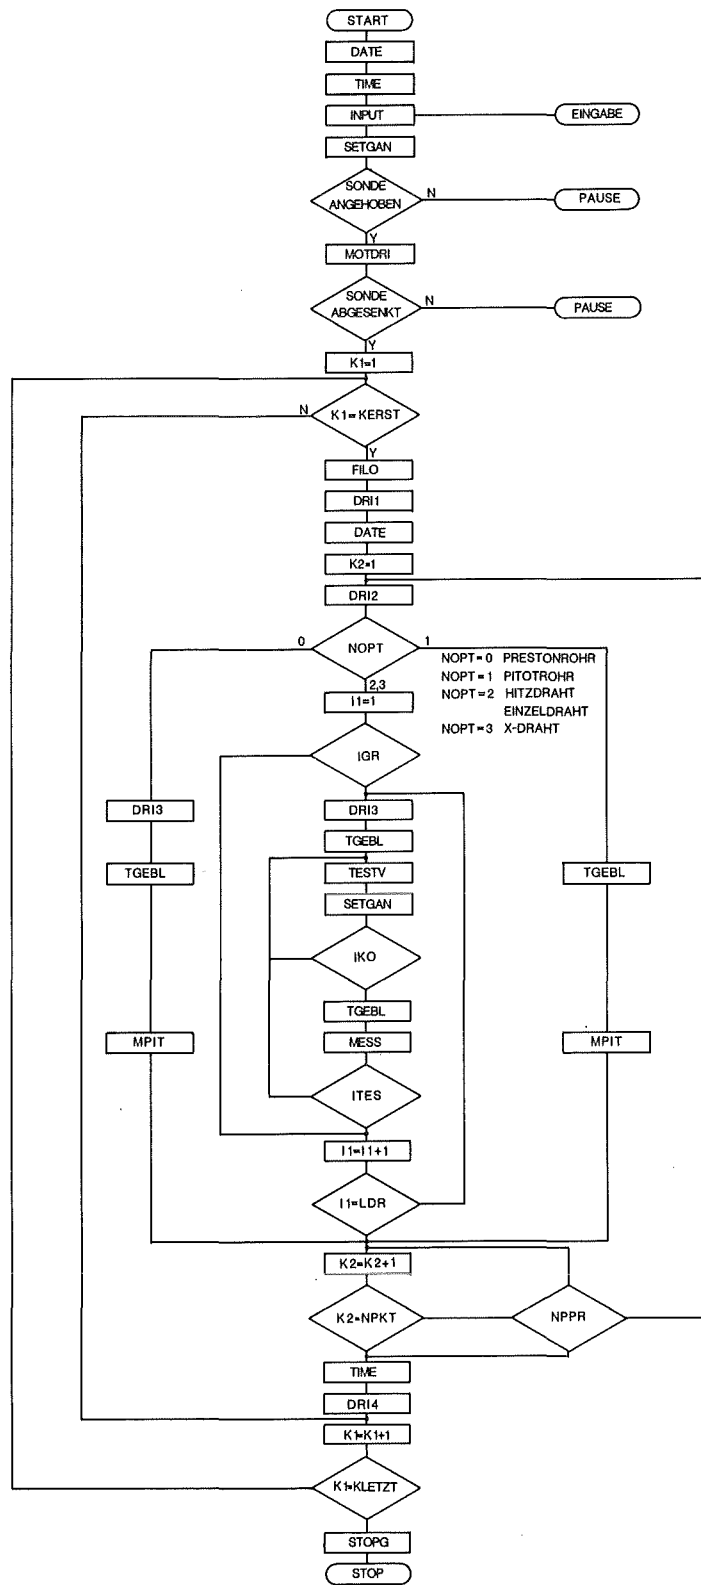 START
DATE
TIME
INPUT
EINGABE
SETGAN
SONDE
ANGEHOBEN
N
PAUSE
Y
MOTDRI
SONDE
ABGESENKT
N
PAUSE
Y
K1=1
N
K1=KERST
Y
FILO
DRI1
DATE
K2=1
DRI2
0
NOPT
1
NOPT=0 PRESTONROHR
NOPT=1 PITOTROHR
NOPT=2 HITZDRAHT
EINZELDRAHT
NOPT=3 X-DRAHT
2,3
I1=1
IGR
DRI3
DRI3
TGEBL
TGEBL
TESTV
TGEBL
SETGAN
IKO
TGEBL
MPIT
MESS
MPIT
ITES
I1=I1+1
I1=LDR
K2=K2+1
K2=NPKT
NPPR
TIME
DRI4
K1=K1+1
K1=KLETZT
STOPG
STOP